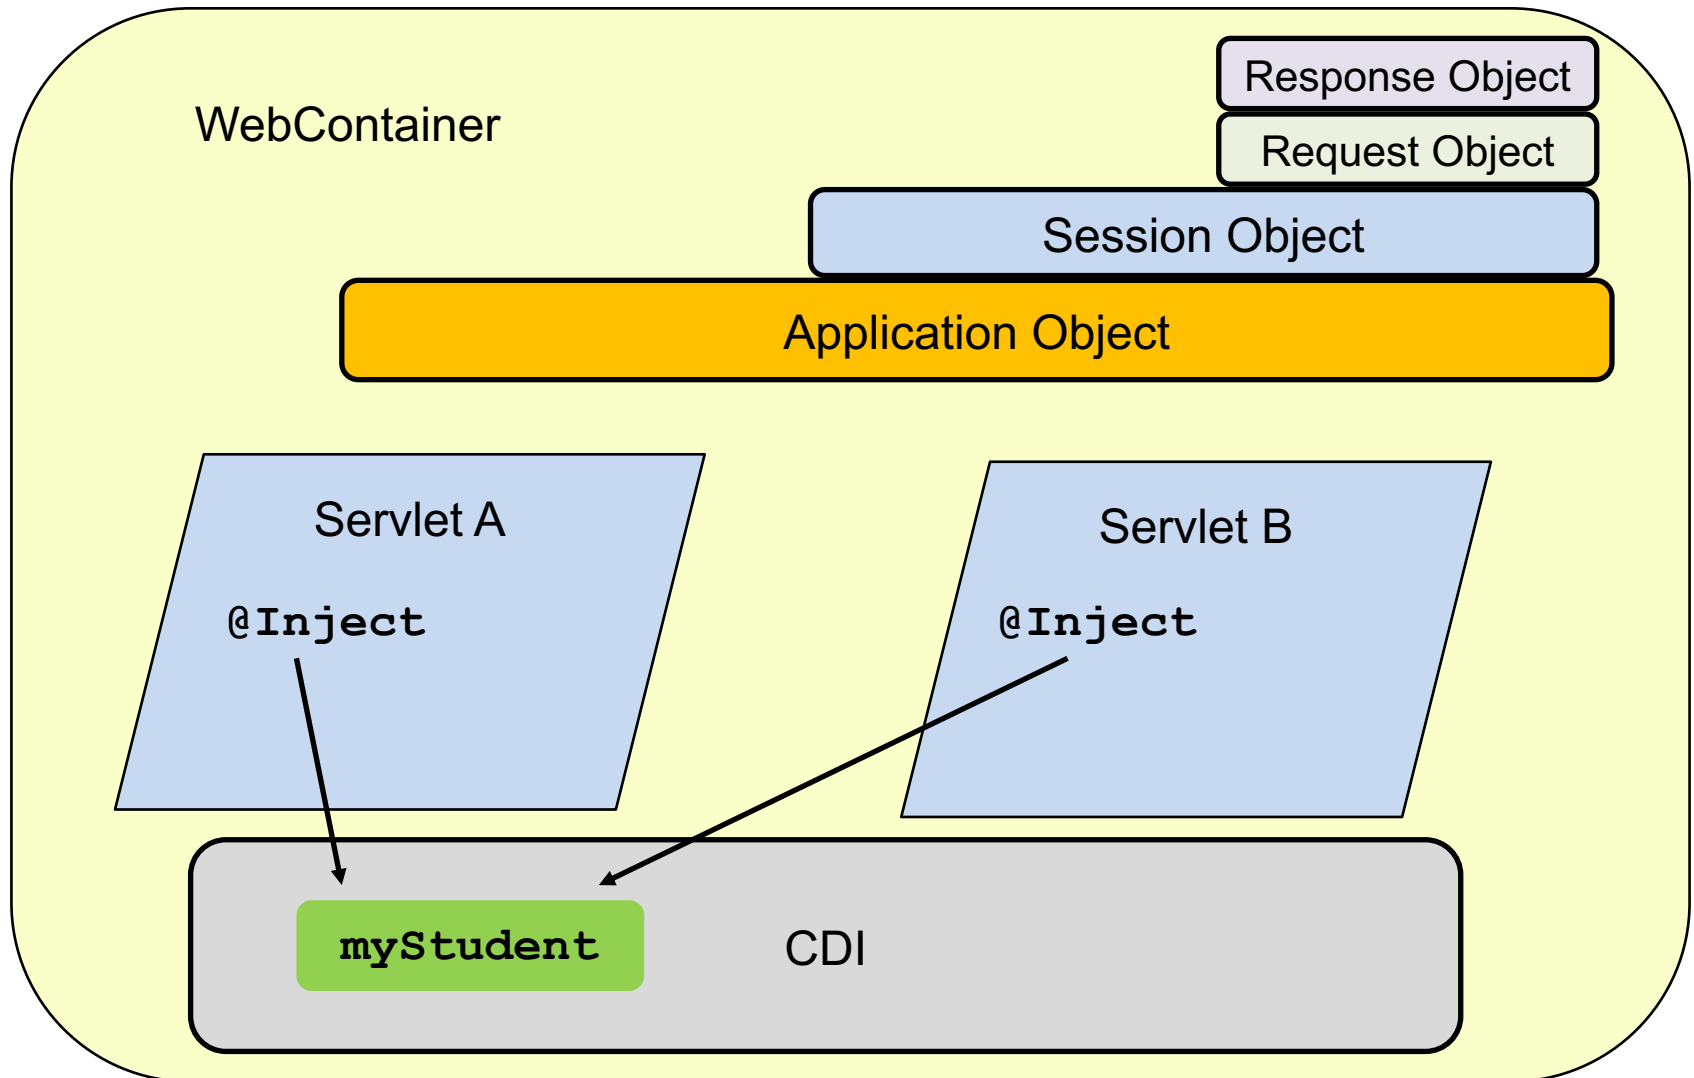 Response Object
WebContainer
Request Object
Session Object
Application Object
Servlet A
Servlet B
@Inject
@Inject
myStudent
CDI